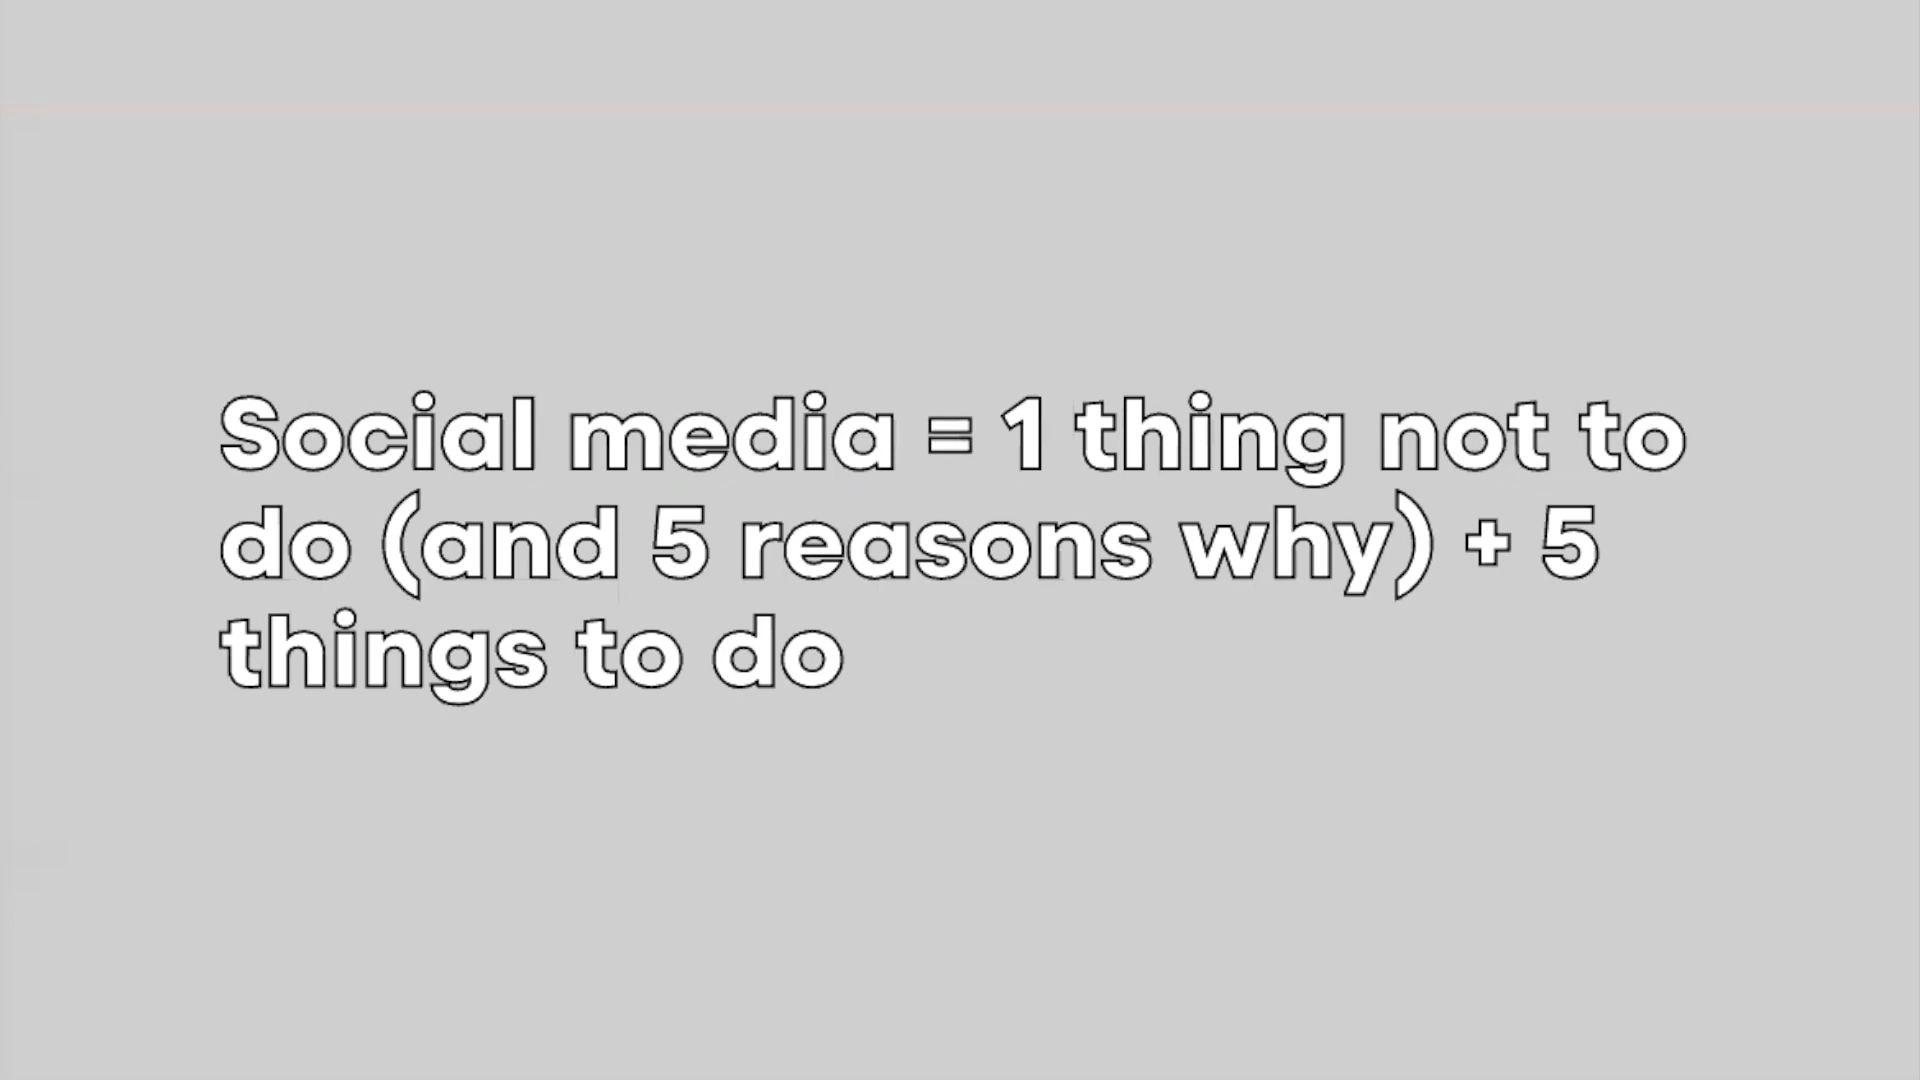 Social media = 1 thing not to
do (and 5 reasons why) + 5
things to do